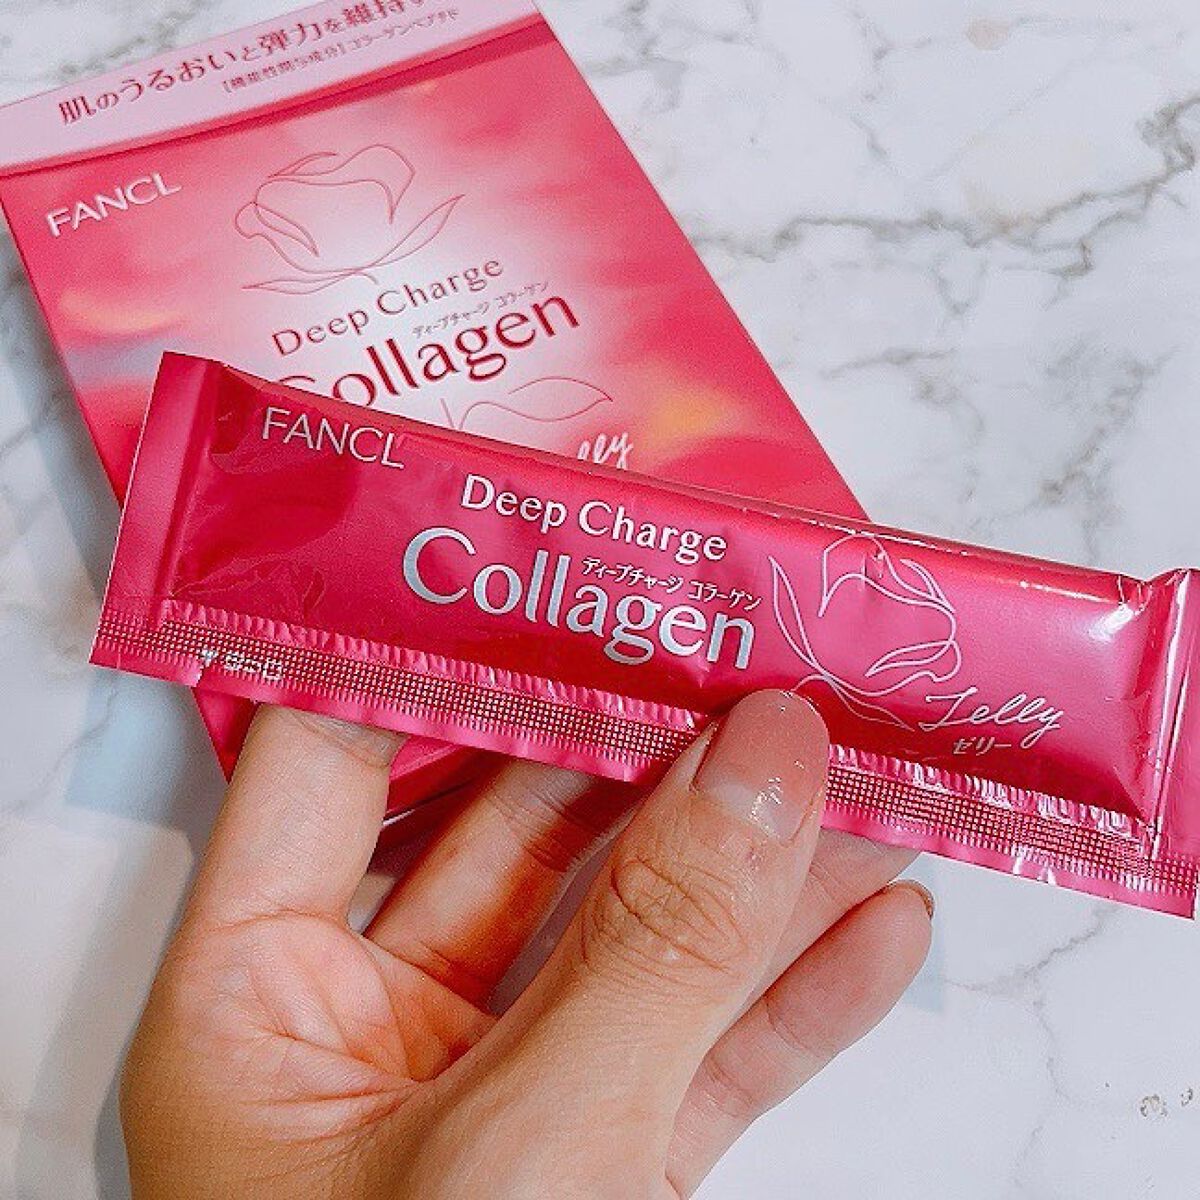 肌のうるおいと弾力を維持す
[機能性関与成分]コラーゲンペプチド
FANCL
Deep Charge
ディープチャージ コラーゲン
Collagen
FANCL
Deep Charge
Collagen
ディープチャージ コラーゲン
Jelly
ゼリー